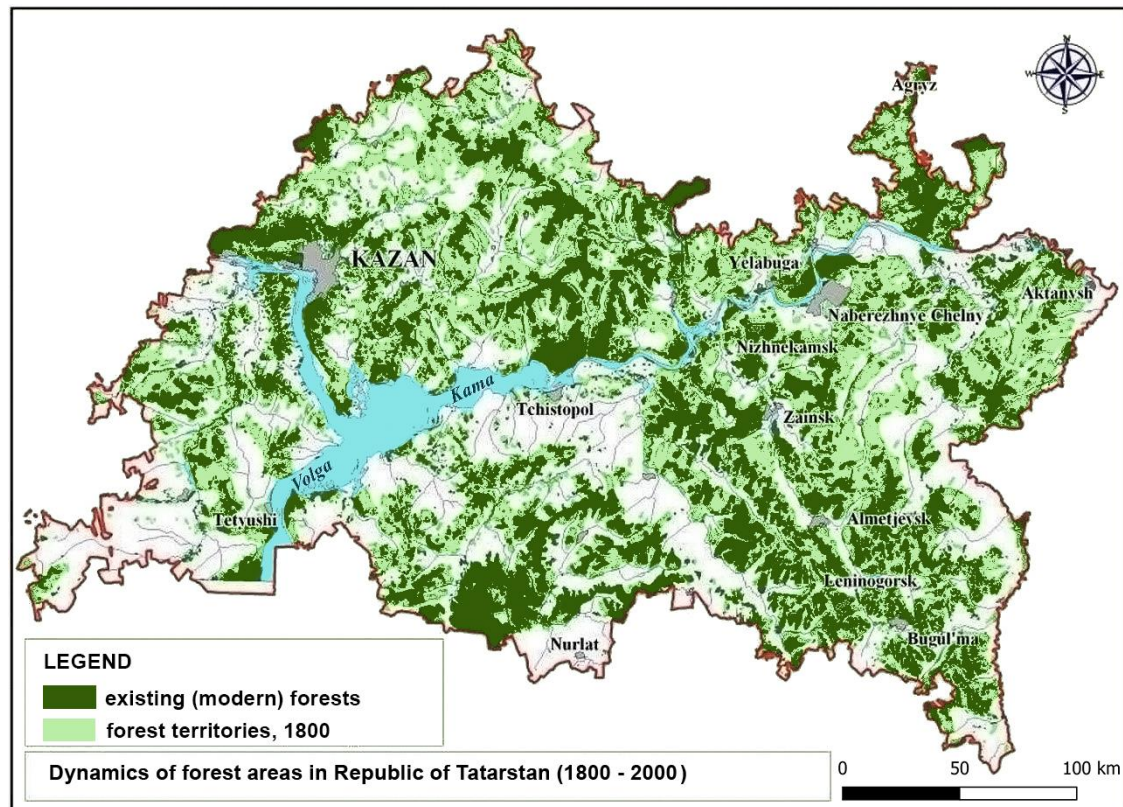 N
W E
S
Agryz
KAZAN
Yelabuga
Aktanysh
Naberezhnye Chelny
Nizhnekamsk
Kama
Tchistopol
Zainsk
Volga
Tetyushi
Almetjevsk
Leninogorsk
Bugul'ma
Nurlat
LEGEND
existing (modern) forests
forest territories, 1800
Dynamics of forest areas in Republic of Tatarstan (1800 - 2000)
0 50 100 km